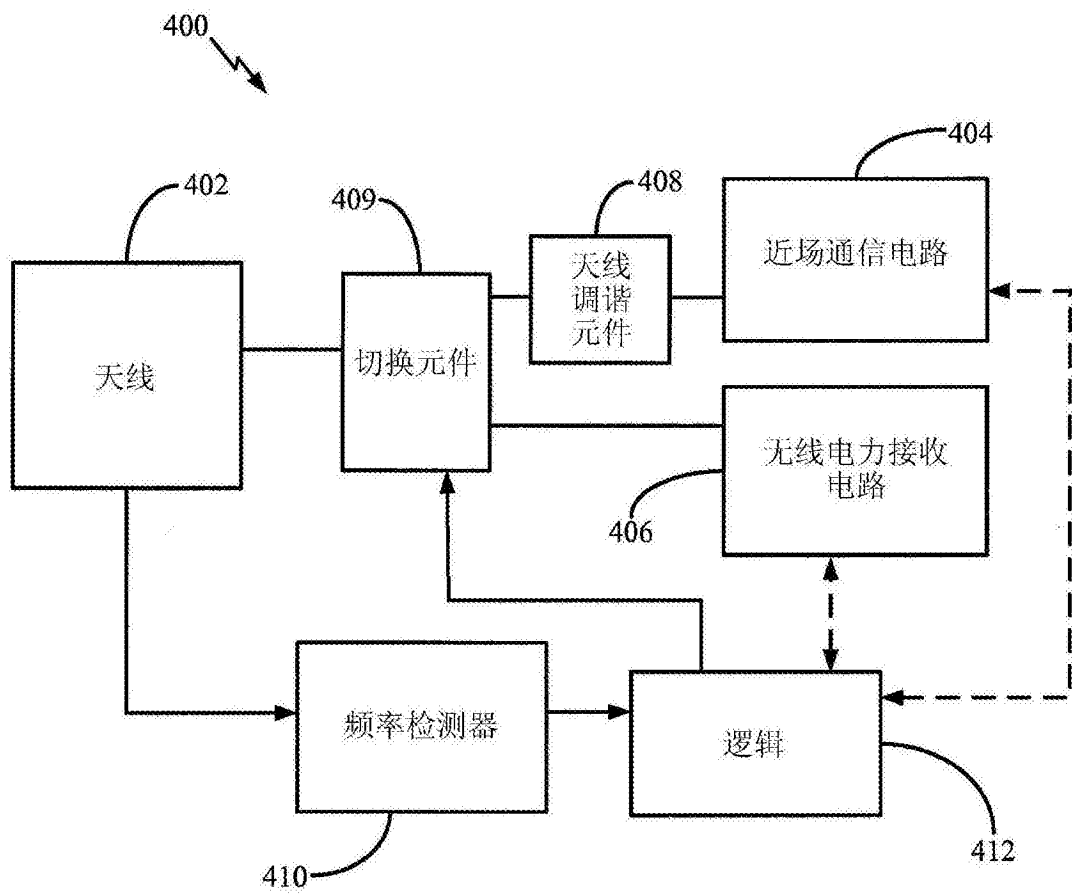 400
402
409
408
404
天线
切换元件
天线
调谐
元件
近场通信电路
无线电力接收
电路
406
频率检测器
逻辑
410
412